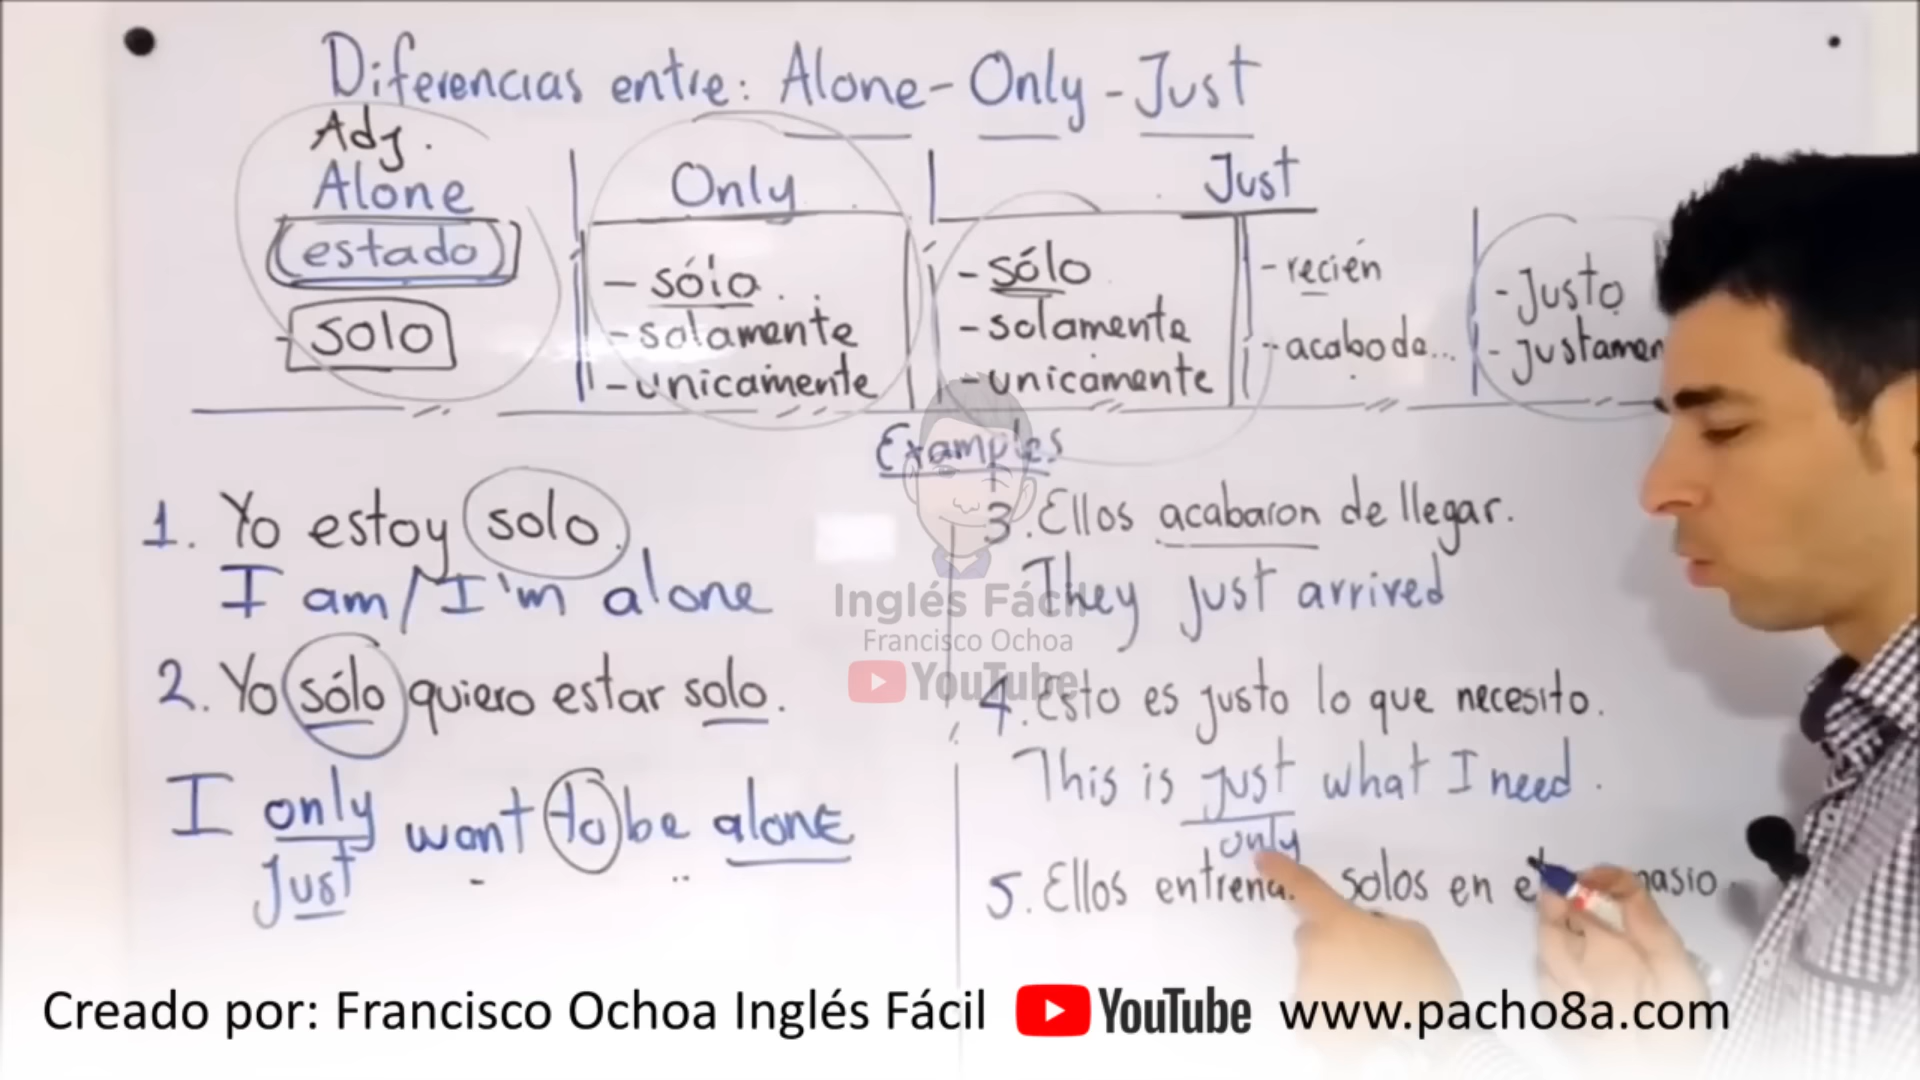 Diferencias entre: Alone - Only - Just
Adj.
Alone
(estado)
- solo
Only
- sólo
- solamente
- unicamente
Just
- sólo
- solamente
- unicamente
- recién
- acabo de...
- Justo
Examples
1. Yo estoy solo.
I am / I'm alone
2. Yo sólo quiero estar solo.
I only want to be alone
Just
3. Ellos acabaron de llegar.
They just arrived
4. Esto es justo lo que necesito.
This is just what I need.
only
5. Ellos solos en
Inglés Fácil
Francisco Ochoa
YouTube
Creado por: Francisco Ochoa Inglés Fácil YouTube www.pacho8a.com